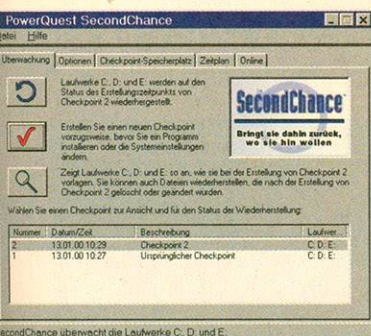 PowerQuest SecondChance
Datei Hilfe
Überwachung Optionen Checkpoint-Speicherplatz Zeitplan Online
Laufwerke C:, D: und E: werden auf den
Status des Erstellungszeitpunkts von
Checkpoint 2 wiederhergestellt.
SecondChance
Bringt sie dahin zurück,
wo sie hin wollen
Erstellen Sie einen neuen Checkpoint
vorzugsweise, bevor Sie ein Programm
installieren oder die Systemeinstellungen
ändern.
Zeigt Laufwerke C:, D: und E: so an, wie sie bei der Erstellung von Checkpoint 2
vorlagen. Sie können auch Dateien wiederherstellen, die nach der Erstellung von
Checkpoint 2 gelöscht oder geändert wurden.
Wählen Sie einen Checkpoint zur Ansicht und für den Status der Wiederherstellung:
Nummer Datum/Zeit Beschreibung Laufwer...
2 13.01.00 10:29 Checkpoint 2 C: D: E:
1 13.01.00 10:27 Ursprünglicher Checkpoint C: D: E:
SecondChance überwacht die Laufwerke C:, D: und E: